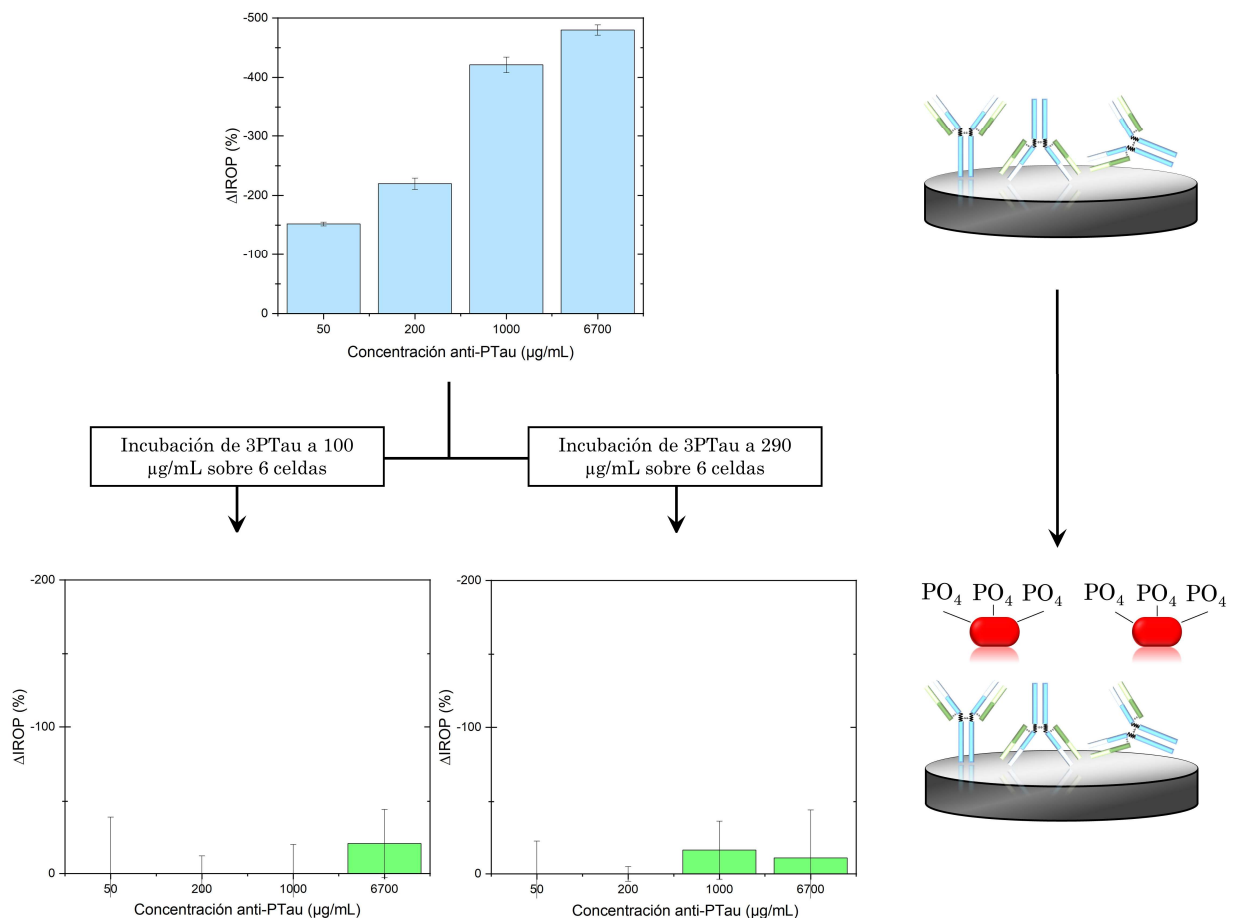 -500
-400
-300
-200
-100
0
ΔIROP (%)
50 200 1000 6700
Concentración anti-PTau (µg/mL)
Incubación de 3PTau a 100
µg/mL sobre 6 celdas
Incubación de 3PTau a 290
µg/mL sobre 6 celdas
-200
-100
0
ΔIROP (%)
50 200 1000 6700
Concentración anti-PTau (µg/mL)
-200
-100
0
ΔIROP (%)
50 200 1000 6700
Concentración anti-PTau (µg/mL)
PO₄ PO₄ PO₄
PO₄ PO₄ PO₄